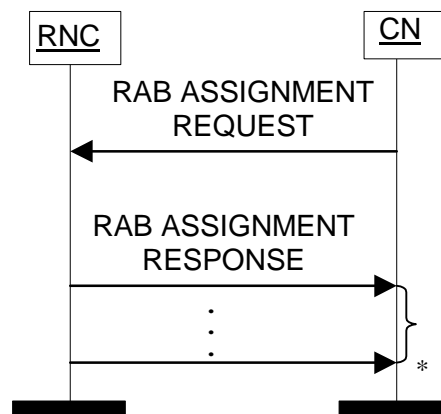 RNC
CN
RAB ASSIGNMENT
REQUEST
RAB ASSIGNMENT
RESPONSE
*